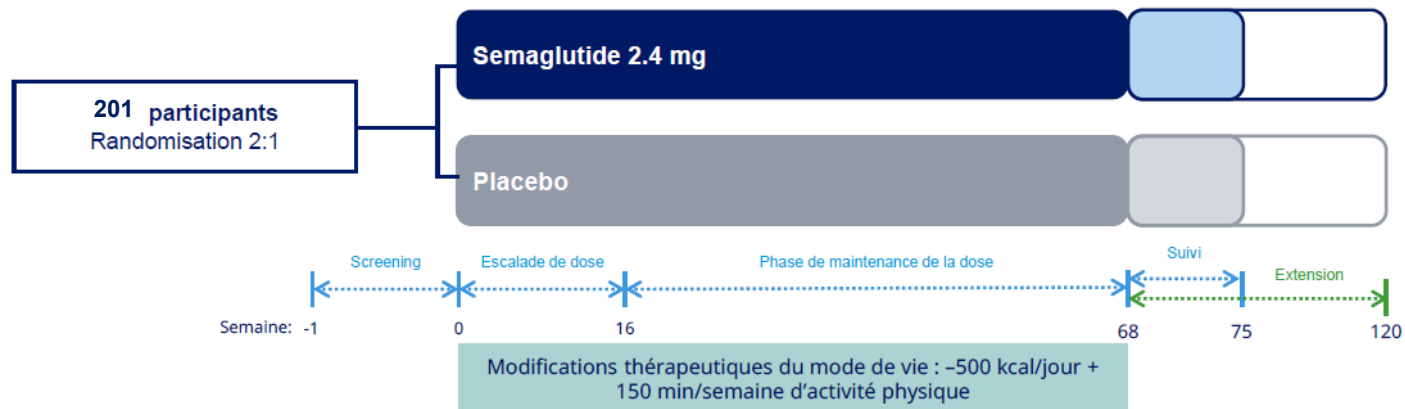 Semaglutide 2.4 mg
201 participants
Randomisation 2:1
Placebo
Screening
Escalade de dose
Phase de maintenance de la dose
Suivi
Extension
Semaine: -1 0 16 68 75 120
Modifications thérapeutiques du mode de vie : –500 kcal/jour +
150 min/semaine d’activité physique